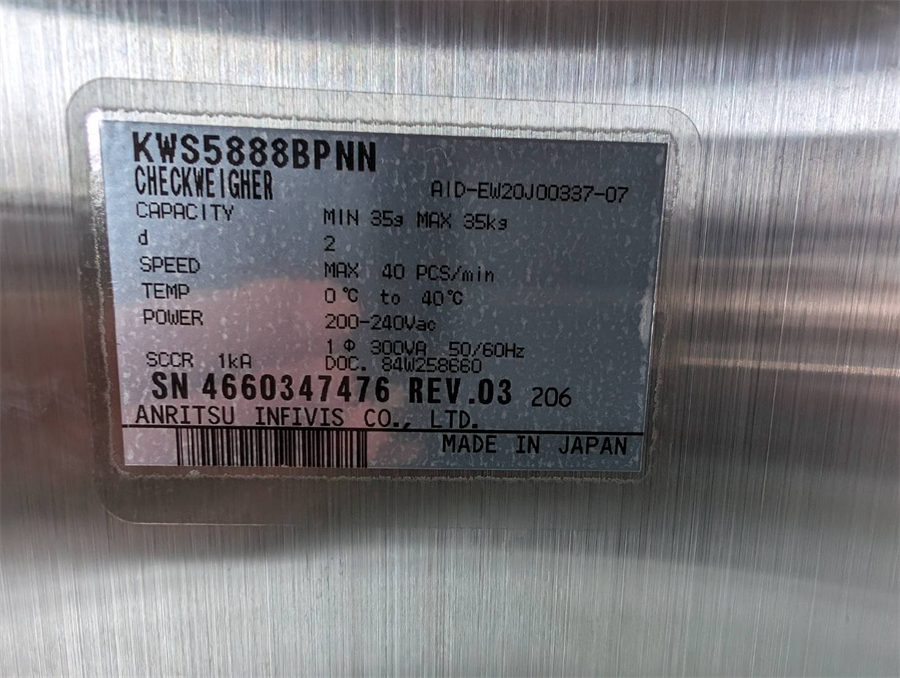 KWS5888BPNN
CHECKWEIGHER AID-EW20J00337-07
CAPACITY MIN 35g MAX 35kg
d 2
SPEED MAX 40 PCS/min
TEMP 0℃ to 40℃
POWER 200-240Vac
1 Φ 300VA 50/60Hz
SCCR 1kA DOC. 84W258660
SN 4660347476 REV.03 206
ANRITSU INFIVIS CO., LTD.
MADE IN JAPAN